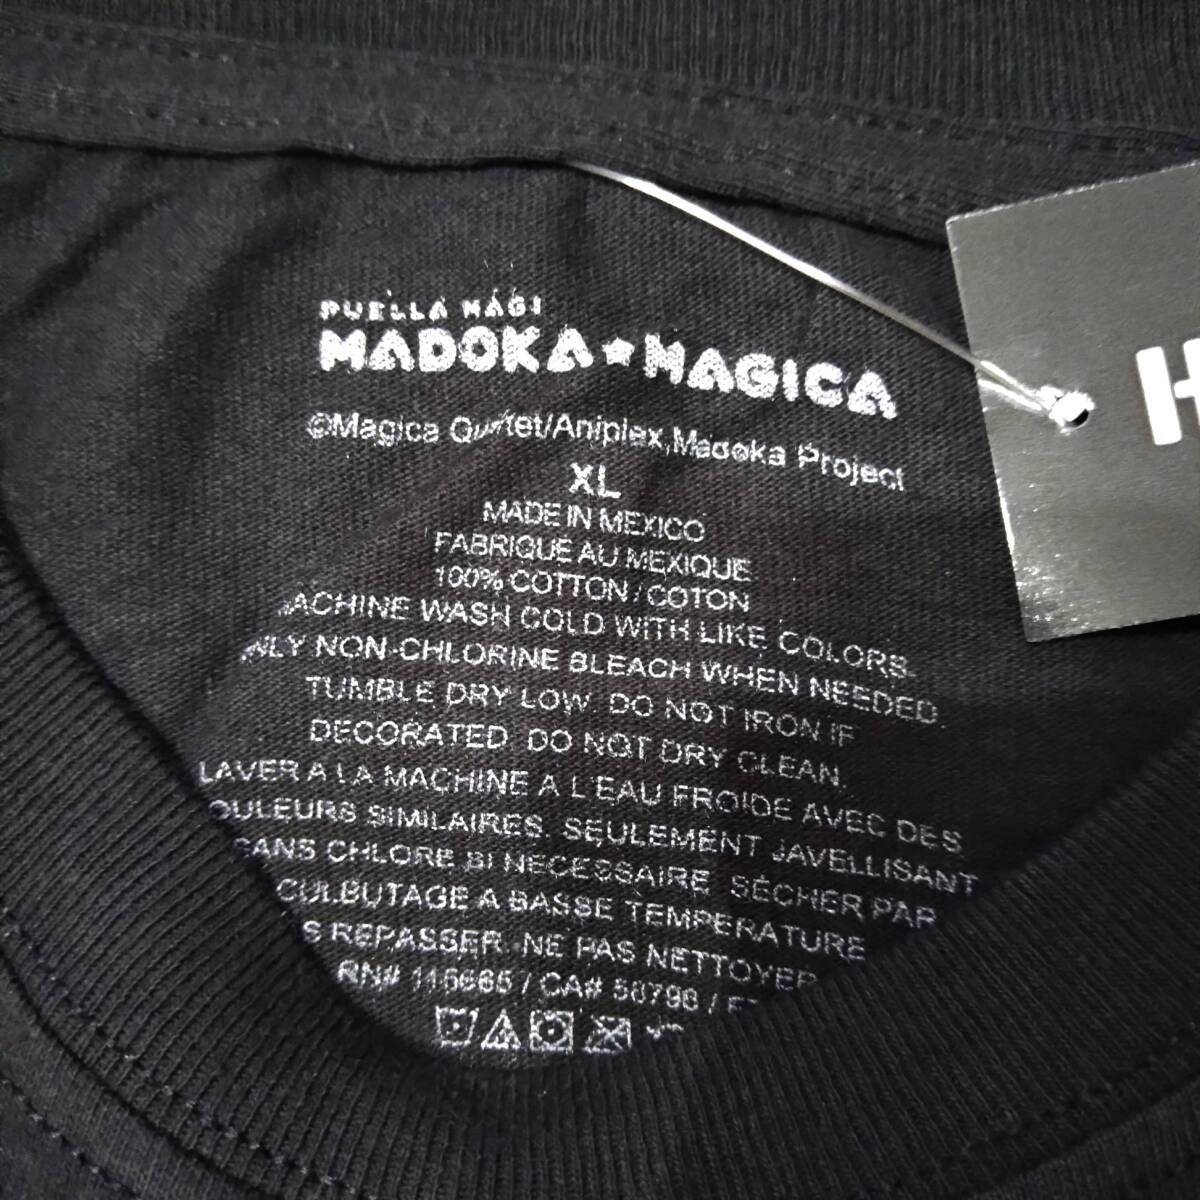 PUELLA MAGI
MADOKA★MAGICA
©Magica Quartet/Aniplex,Madoka Project
XL
MADE IN MEXICO
FABRIQUE AU MEXIQUE
100% COTTON / COTON
MACHINE WASH COLD WITH LIKE COLORS.
ONLY NON-CHLORINE BLEACH WHEN NEEDED.
TUMBLE DRY LOW. DO NOT IRON IF
DECORATED. DO NOT DRY CLEAN.
LAVER A LA MACHINE A L'EAU FROIDE AVEC DES
COULEURS SIMILAIRES. SEULEMENT JAVELLISANT
SANS CHLORE SI NECESSAIRE. SÉCHER PAR
CULBUTAGE A BASSE TEMPERATURE
REPASSER. NE PAS NETTOYER
RN# 115665 / CA# 56796 /
H